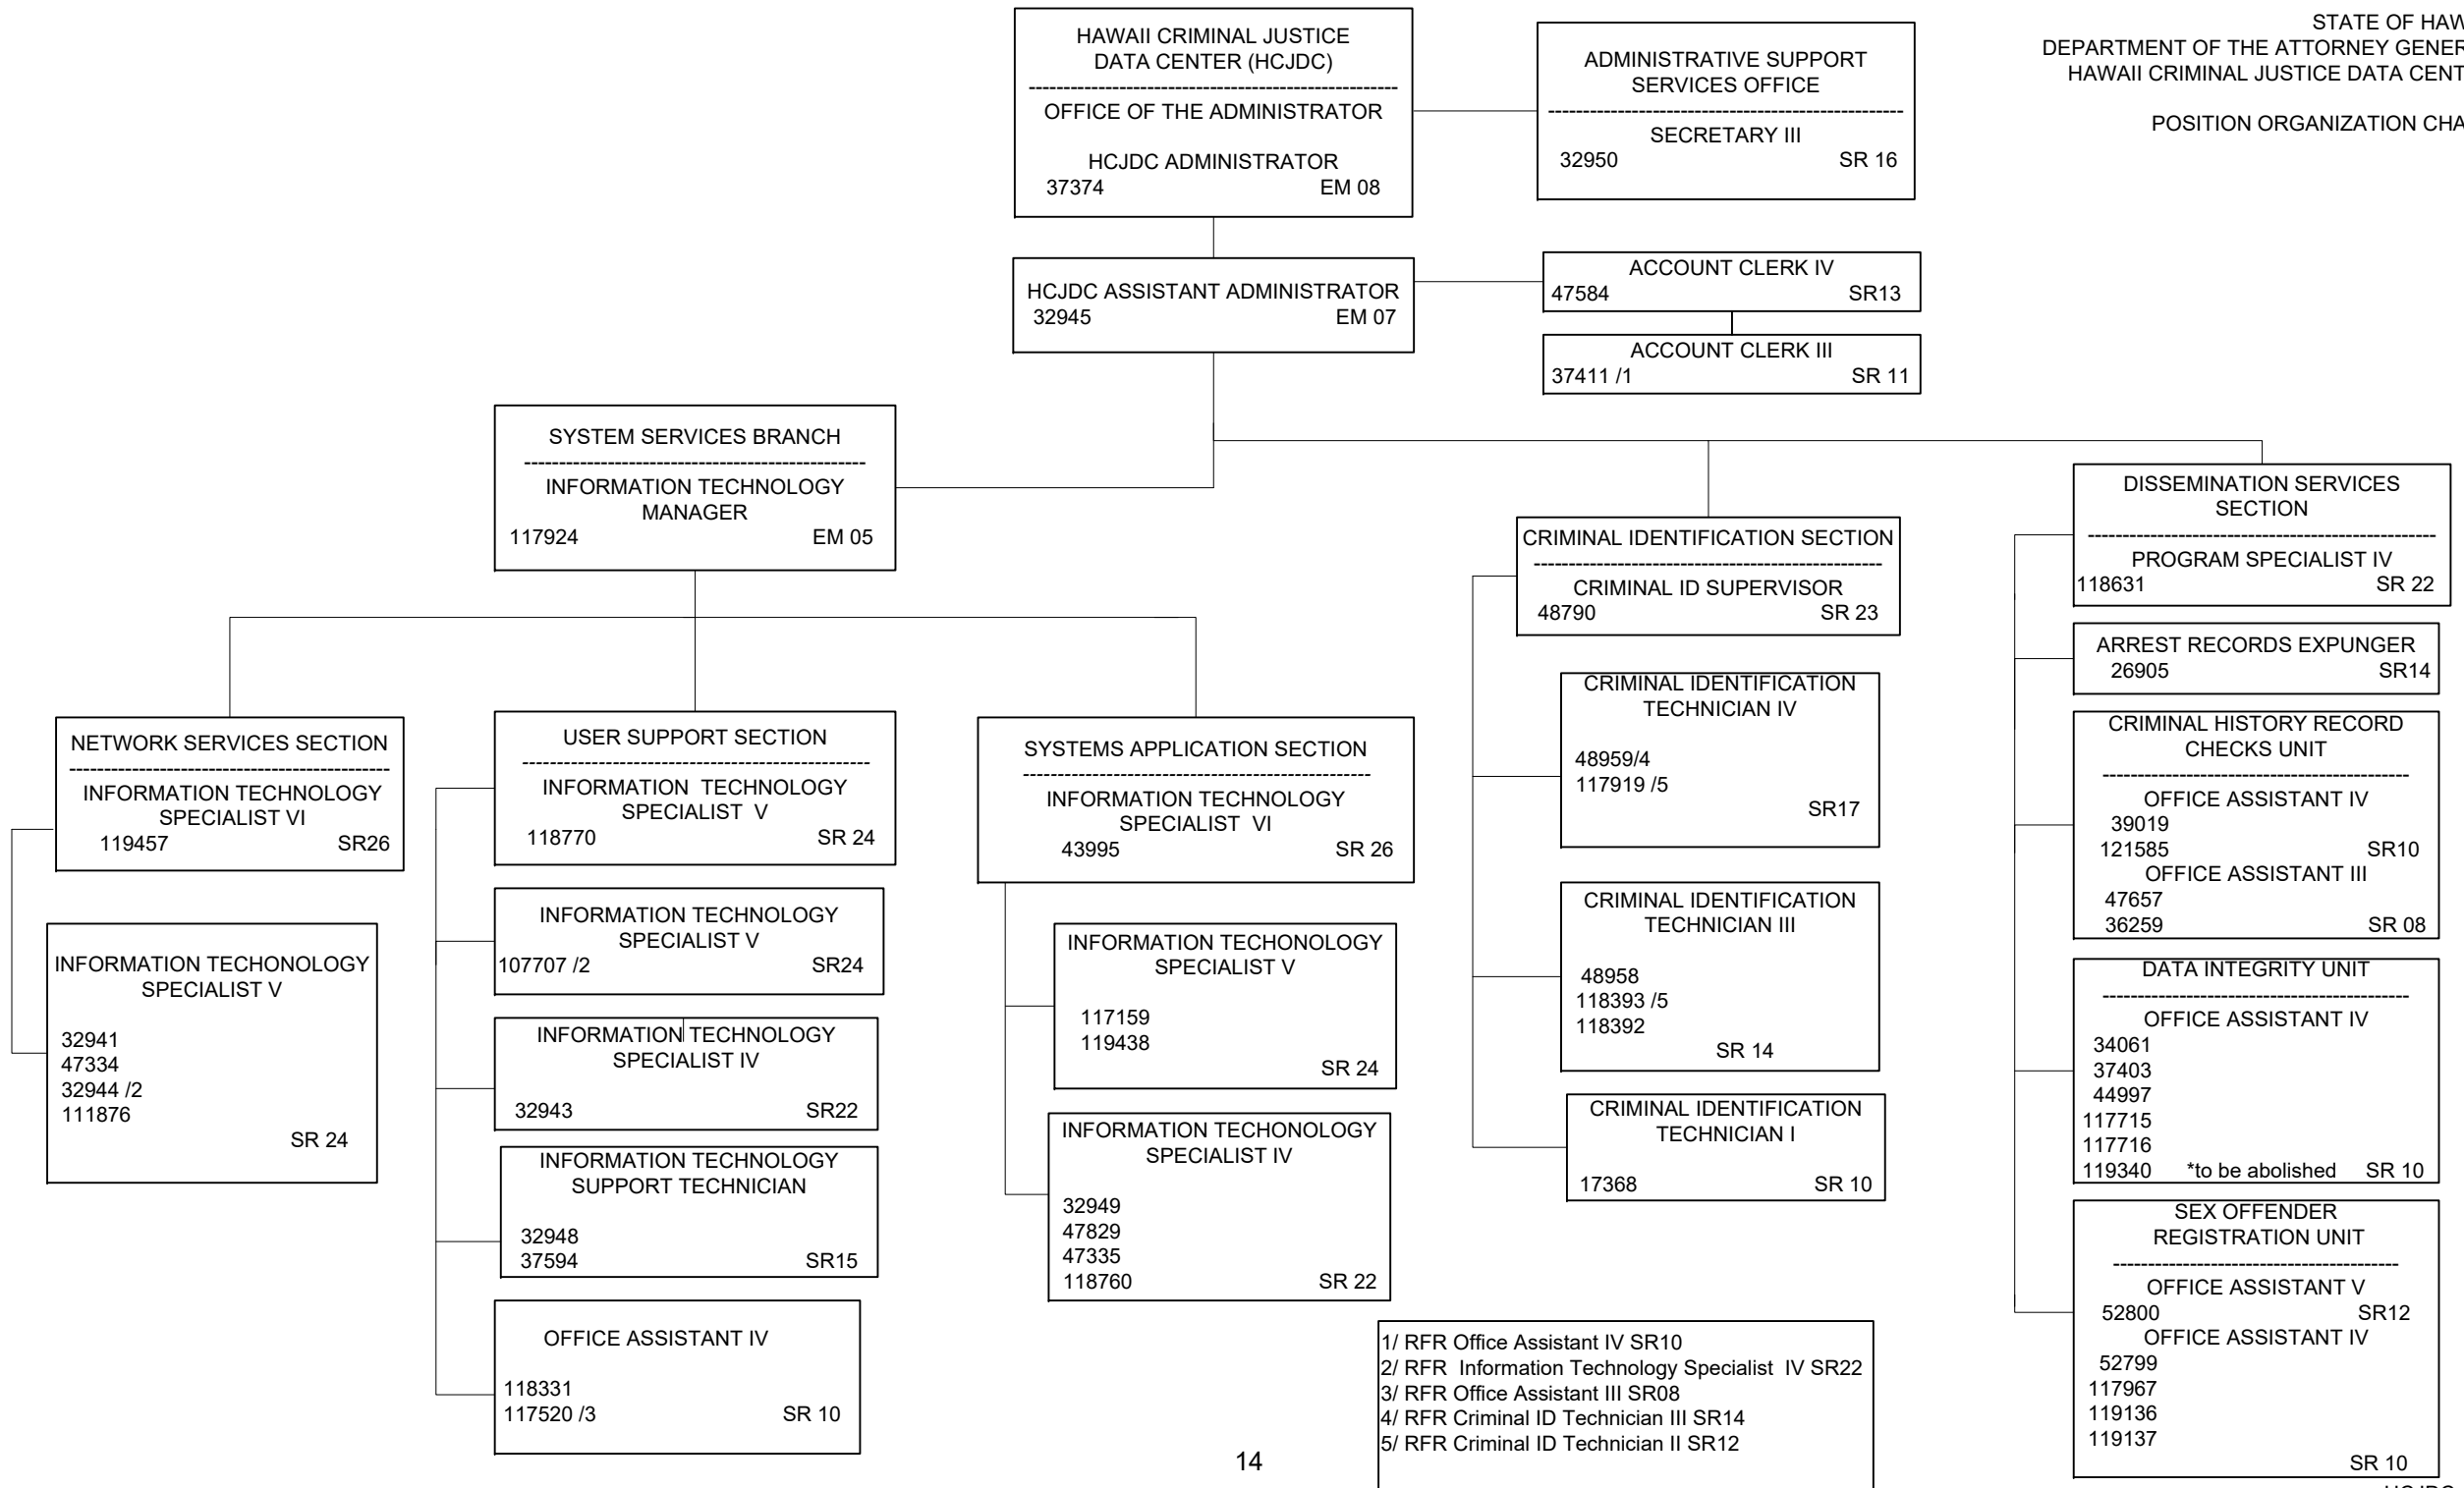 STATE OF HAW
DEPARTMENT OF THE ATTORNEY GENER
HAWAII CRIMINAL JUSTICE DATA CENT
POSITION ORGANIZATION CHA
HAWAII CRIMINAL JUSTICE
DATA CENTER (HCJDC)
OFFICE OF THE ADMINISTRATOR
HCJDC ADMINISTRATOR
37374 EM 08
ADMINISTRATIVE SUPPORT
SERVICES OFFICE
SECRETARY III
32950 SR 16
HCJDC ASSISTANT ADMINISTRATOR
32945 EM 07
ACCOUNT CLERK IV
47584 SR13
ACCOUNT CLERK III
37411 /1 SR 11
SYSTEM SERVICES BRANCH
INFORMATION TECHNOLOGY
MANAGER
117924 EM 05
NETWORK SERVICES SECTION
INFORMATION TECHNOLOGY
SPECIALIST VI
119457 SR26
INFORMATION TECHONOLOGY
SPECIALIST V
32941
47334
32944 /2
111876
SR 24
USER SUPPORT SECTION
INFORMATION TECHNOLOGY
SPECIALIST V
118770 SR 24
INFORMATION TECHNOLOGY
SPECIALIST V
107707 /2 SR24
INFORMATION TECHNOLOGY
SPECIALIST IV
32943 SR22
INFORMATION TECHNOLOGY
SUPPORT TECHNICIAN
32948
37594 SR15
OFFICE ASSISTANT IV
118331
117520 /3 SR 10
SYSTEMS APPLICATION SECTION
INFORMATION TECHNOLOGY
SPECIALIST VI
43995 SR 26
INFORMATION TECHONOLOGY
SPECIALIST V
117159
119438
SR 24
INFORMATION TECHONOLOGY
SPECIALIST IV
32949
47829
47335
118760 SR 22
CRIMINAL IDENTIFICATION SECTION
CRIMINAL ID SUPERVISOR
48790 SR 23
CRIMINAL IDENTIFICATION
TECHNICIAN IV
48959/4
117919 /5
SR17
CRIMINAL IDENTIFICATION
TECHNICIAN III
48958
118393 /5
118392
SR 14
CRIMINAL IDENTIFICATION
TECHNICIAN I
17368 SR 10
DISSEMINATION SERVICES
SECTION
PROGRAM SPECIALIST IV
118631 SR 22
ARREST RECORDS EXPUNGER
26905 SR14
CRIMINAL HISTORY RECORD
CHECKS UNIT
OFFICE ASSISTANT IV
39019
121585 SR10
OFFICE ASSISTANT III
47657
36259 SR 08
DATA INTEGRITY UNIT
OFFICE ASSISTANT IV
34061
37403
44997
117715
117716
119340 *to be abolished SR 10
SEX OFFENDER
REGISTRATION UNIT
OFFICE ASSISTANT V
52800 SR12
OFFICE ASSISTANT IV
52799
117967
119136
119137
SR 10
1/ RFR Office Assistant IV SR10
2/ RFR Information Technology Specialist IV SR22
3/ RFR Office Assistant III SR08
4/ RFR Criminal ID Technician III SR14
5/ RFR Criminal ID Technician II SR12
14